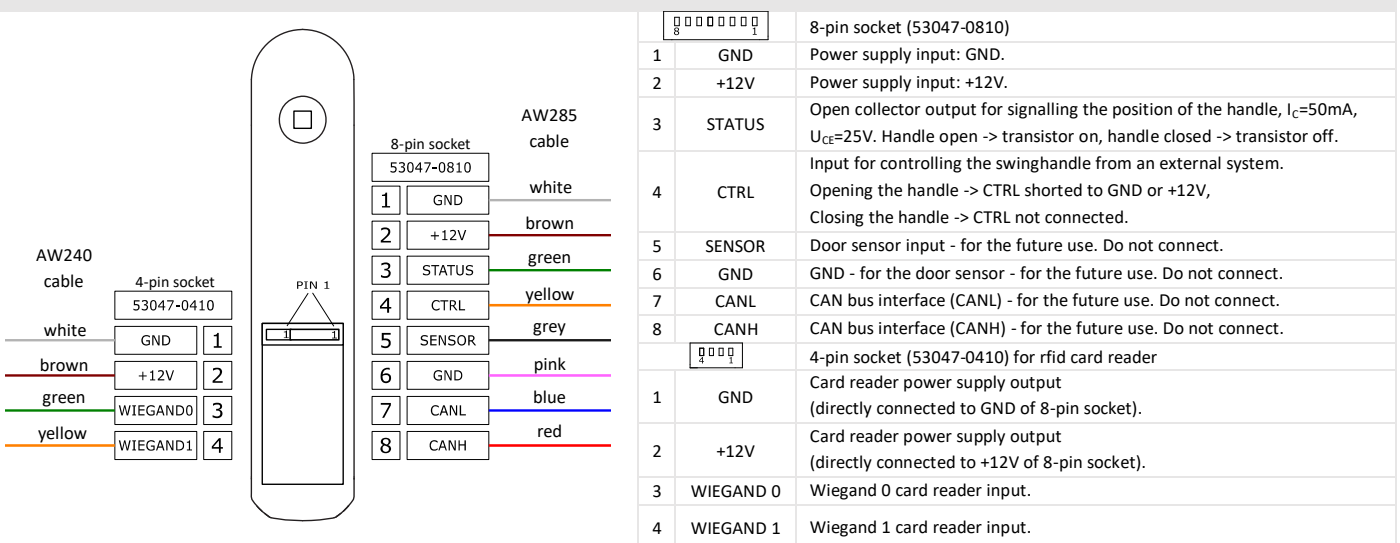 AW240
cable
4-pin socket
53047-0410
white
GND
1
brown
+12V
2
green
WIEGAND0
3
yellow
WIEGAND1
4
PIN 1
1
1
8-pin socket
53047-0810
AW285
cable
1
GND
white
2
+12V
brown
3
STATUS
green
4
CTRL
yellow
5
SENSOR
grey
6
GND
pink
7
CANL
blue
8
CANH
red
8 1
8-pin socket (53047-0810)
1 GND Power supply input: GND.
2 +12V Power supply input: +12V.
3 STATUS Open collector output for signalling the position of the handle, IC=50mA,
UCE=25V. Handle open -> transistor on, handle closed -> transistor off.
4 CTRL Input for controlling the swinghandle from an external system.
Opening the handle -> CTRL shorted to GND or +12V,
Closing the handle -> CTRL not connected.
5 SENSOR Door sensor input - for the future use. Do not connect.
6 GND GND - for the door sensor - for the future use. Do not connect.
7 CANL CAN bus interface (CANL) - for the future use. Do not connect.
8 CANH CAN bus interface (CANH) - for the future use. Do not connect.
4 1
4-pin socket (53047-0410) for rfid card reader
1 GND Card reader power supply output
(directly connected to GND of 8-pin socket).
2 +12V Card reader power supply output
(directly connected to +12V of 8-pin socket).
3 WIEGAND 0 Wiegand 0 card reader input.
4 WIEGAND 1 Wiegand 1 card reader input.